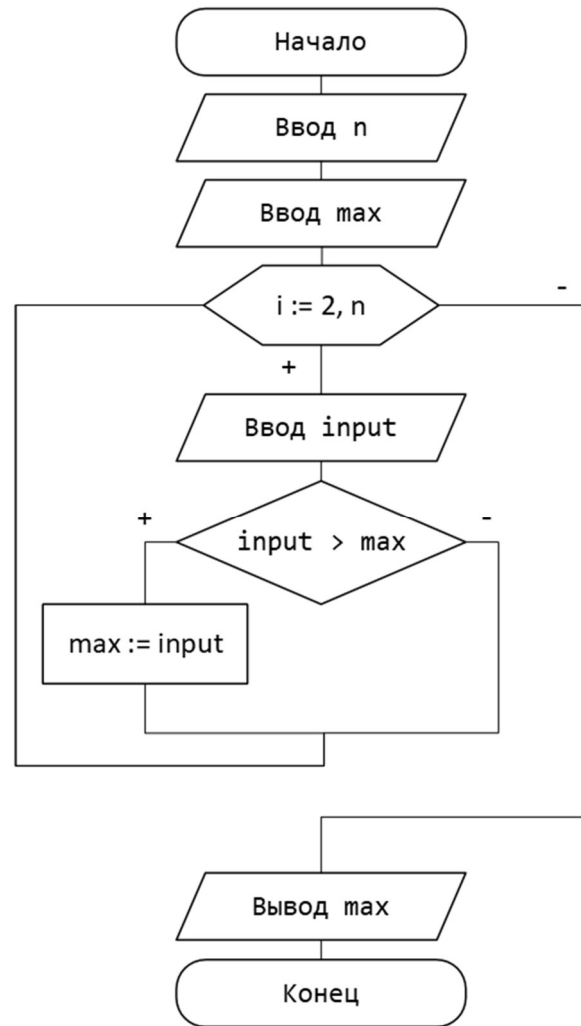 Начало
Ввод n
Ввод max
i := 2, n
-
+
Ввод input
+
-
input > max
max := input
Вывод max
Конец